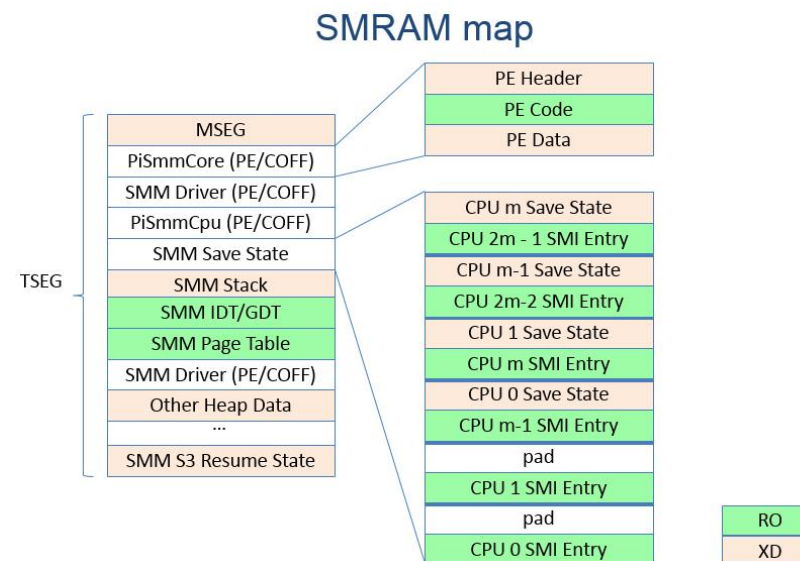 SMRAM map
TSEG
MSEG
PiSmmCore (PE/COFF)
SMM Driver (PE/COFF)
PiSmmCpu (PE/COFF)
SMM Save State
SMM Stack
SMM IDT/GDT
SMM Page Table
SMM Driver (PE/COFF)
Other Heap Data
...
SMM S3 Resume State
PE Header
PE Code
PE Data
CPU m Save State
CPU 2m - 1 SMI Entry
CPU m-1 Save State
CPU 2m-2 SMI Entry
CPU 1 Save State
CPU m SMI Entry
CPU 0 Save State
CPU m-1 SMI Entry
pad
CPU 1 SMI Entry
pad
CPU 0 SMI Entry
RO
XD